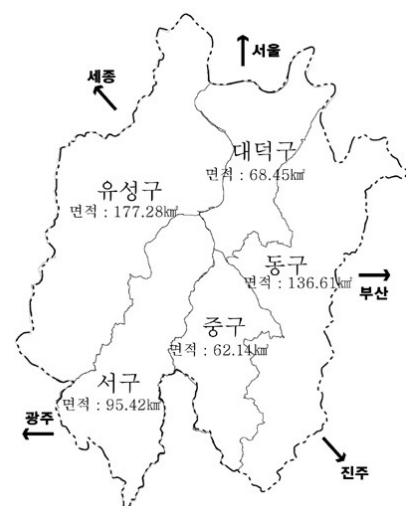 서울
세종
대덕구
면적 : 68.45㎢
유성구
면적 : 177.28㎢
동구
면적 : 136.61㎢
부산
중구
면적 : 62.14㎢
서구
면적 : 95.42㎢
광주
진주